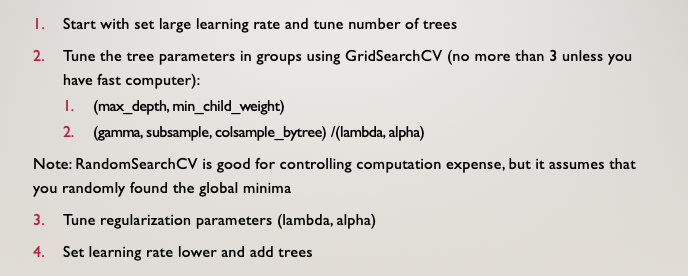 1. Start with set large learning rate and tune number of trees
2. Tune the tree parameters in groups using GridSearchCV (no more than 3 unless you
have fast computer):
1. (max_depth, min_child_weight)
2. (gamma, subsample, colsample_bytree) /(lambda, alpha)
Note: RandomSearchCV is good for controlling computation expense, but it assumes that
you randomly found the global minima
3. Tune regularization parameters (lambda, alpha)
4. Set learning rate lower and add trees